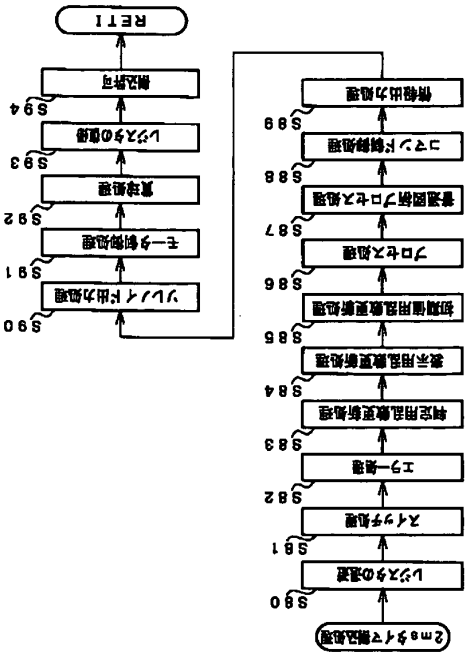 2msタイマ割込処理
S80
レジスタの退避
S81
スイッチ処理
S82
エラー処理
S83
判定用乱数更新処理
S84
表示用乱数更新処理
S85
初期値用乱数更新処理
S86
プロセス処理
S87
普通図柄プロセス処理
S88
コマンド制御処理
S89
情報出力処理
S90
ソレノイド出力処理
S91
モータ制御処理
S92
賞球処理
S93
レジスタの復帰
S94
割込許可
RETI